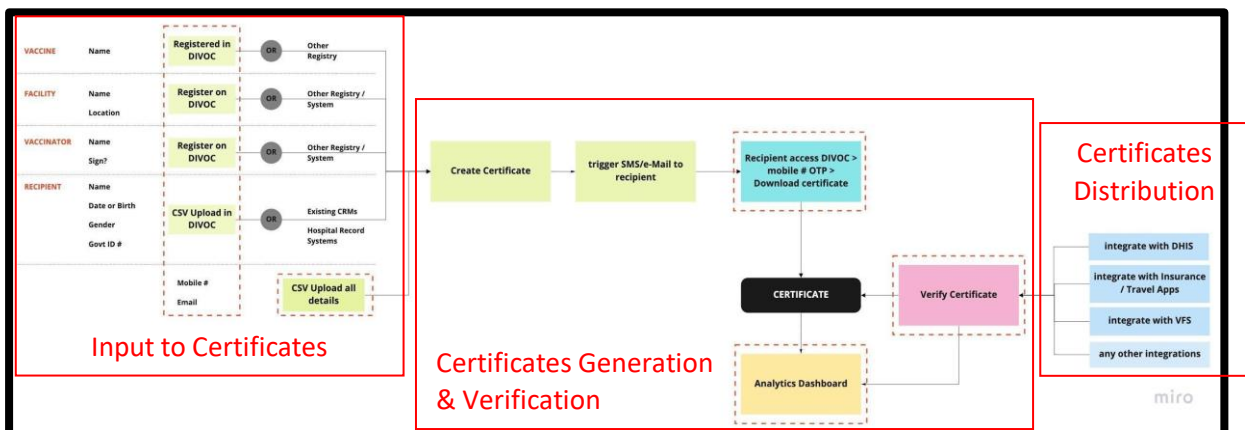 VACCINE
Name
Registered in
DIVOC
OR
Other
Registry
FACILITY
Name
Location
Register on
DIVOC
OR
Other Registry /
System
VACCINATOR
Name
Sign?
Register on
DIVOC
OR
Other Registry /
System
RECIPIENT
Name
Date or Birth
Gender
Govt ID #
CSV Upload in
DIVOC
OR
Existing CRMs
Hospital Record
Systems
Mobile #
Email
CSV Upload all
details
Input to Certificates
Create Certificate
trigger SMS/e-Mail to
recipient
Recipient access DIVOC >
mobile # OTP >
Download certificate
CERTIFICATE
Verify Certificate
Analytics Dashboard
Certificates Generation
& Verification
Certificates
Distribution
integrate with DHIS
integrate with Insurance
/ Travel Apps
integrate with VFS
any other integrations
miro